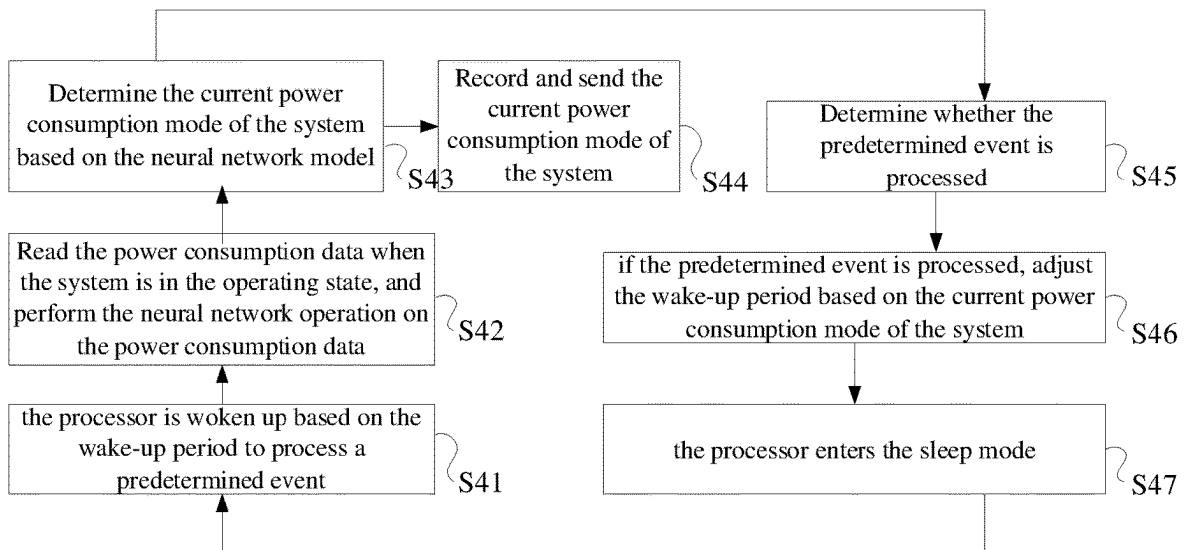 Determine the current power
consumption mode of the system
based on the neural network model
S43
Record and send the
current power
consumption mode of
the system
S44
Determine whether the
predetermined event is
processed
S45
Read the power consumption data when
the system is in the operating state, and
perform the neural network operation on
the power consumption data
S42
if the predetermined event is processed, adjust
the wake-up period based on the current power
consumption mode of the system
S46
the processor is woken up based on the
wake-up period to process a
predetermined event
S41
the processor enters the sleep mode
S47